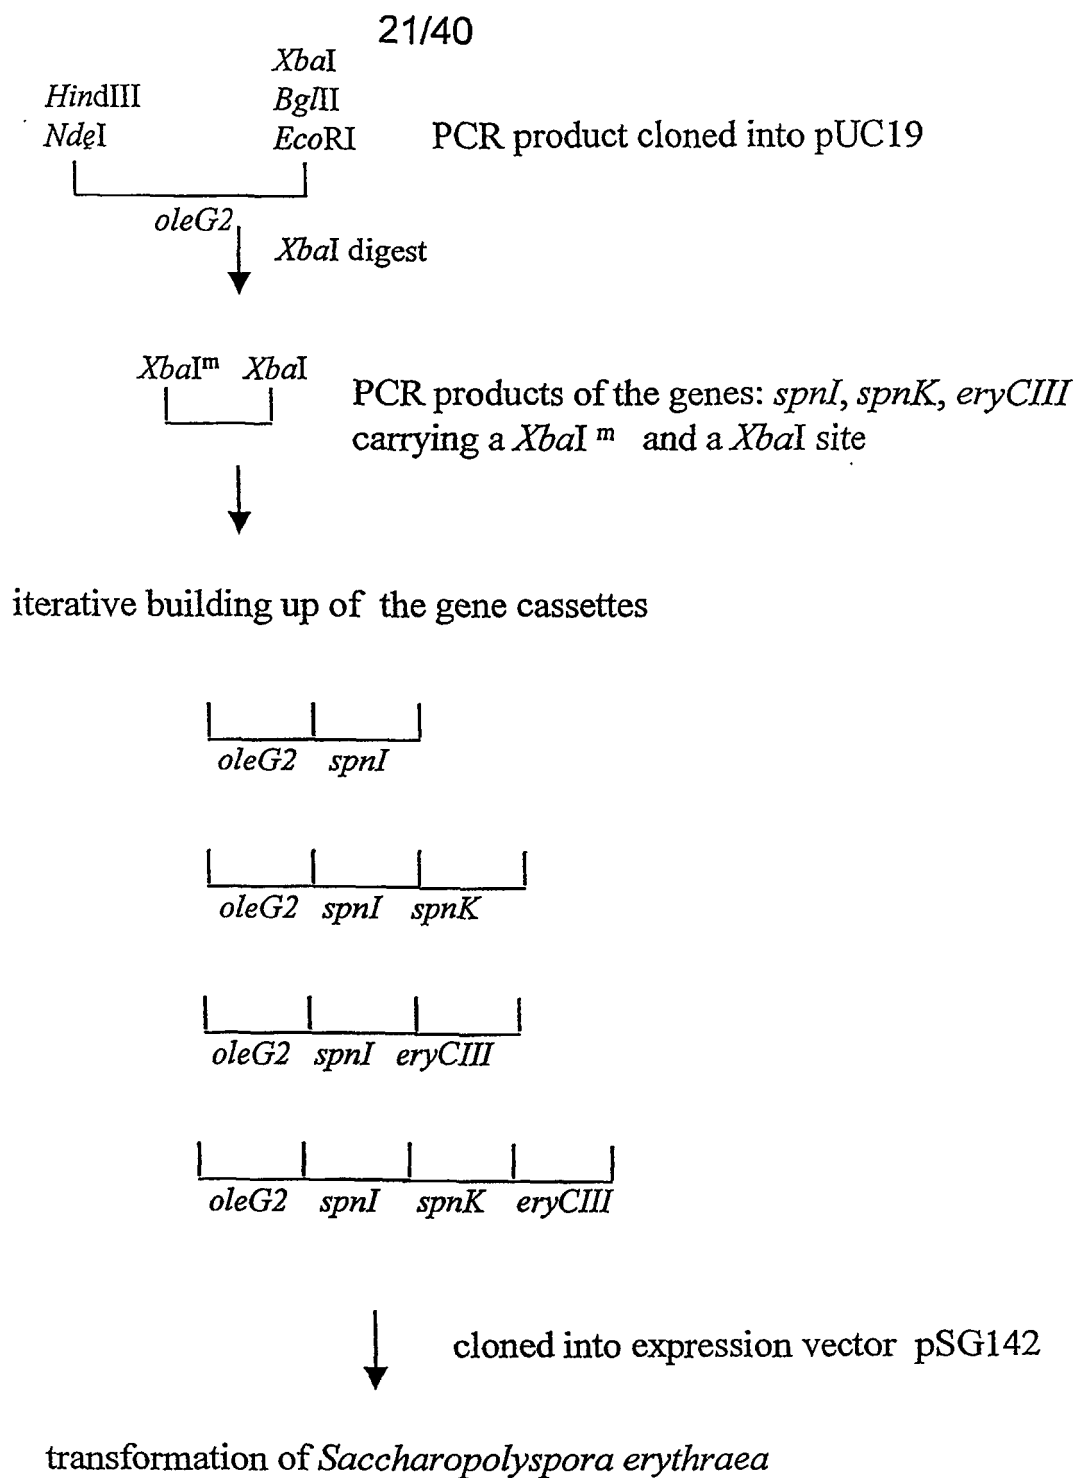 21/40
XbaI
HindIII BglII
NdeI EcoRI PCR product cloned into pUC19
oleG2
XbaI digest
XbaIᵐ XbaI
PCR products of the genes: spnI, spnK, eryCIII
carrying a XbaI ᵐ and a XbaI site
iterative building up of the gene cassettes
oleG2 spnI
oleG2 spnI spnK
oleG2 spnI eryCIII
oleG2 spnI spnK eryCIII
cloned into expression vector pSG142
transformation of Saccharopolyspora erythraea